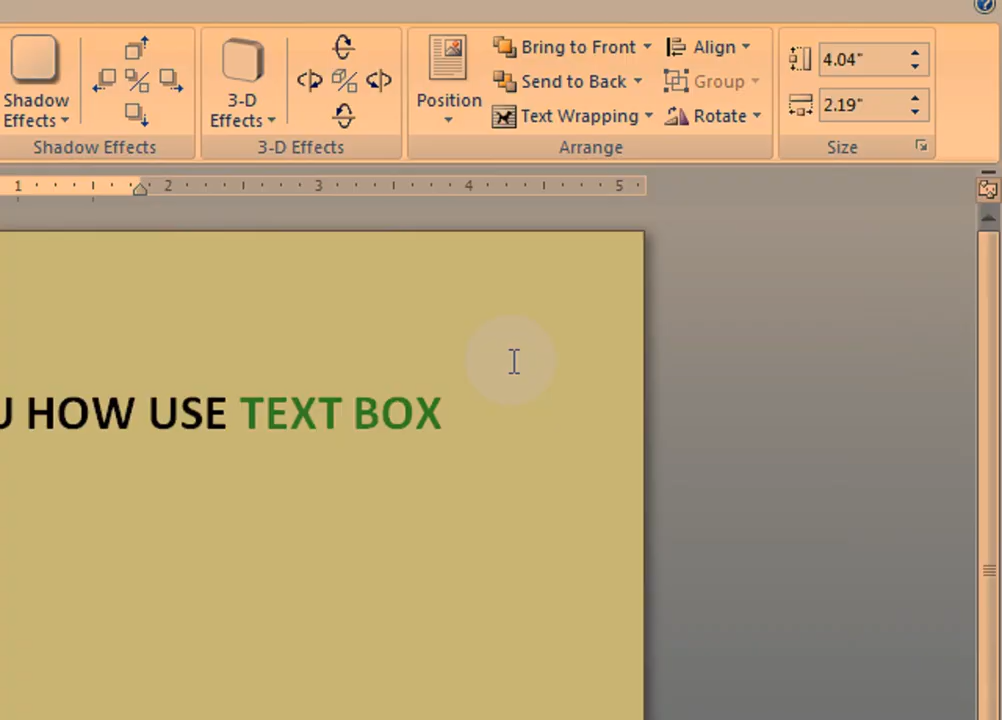 Shadow Effects
3-D Effects
Position
Bring to Front
Send to Back
Text Wrapping
Align
Group
Rotate
4.04"
2.19"
Shadow Effects
3-D Effects
Arrange
Size
1 2 3 4 5
U HOW USE TEXT BOX